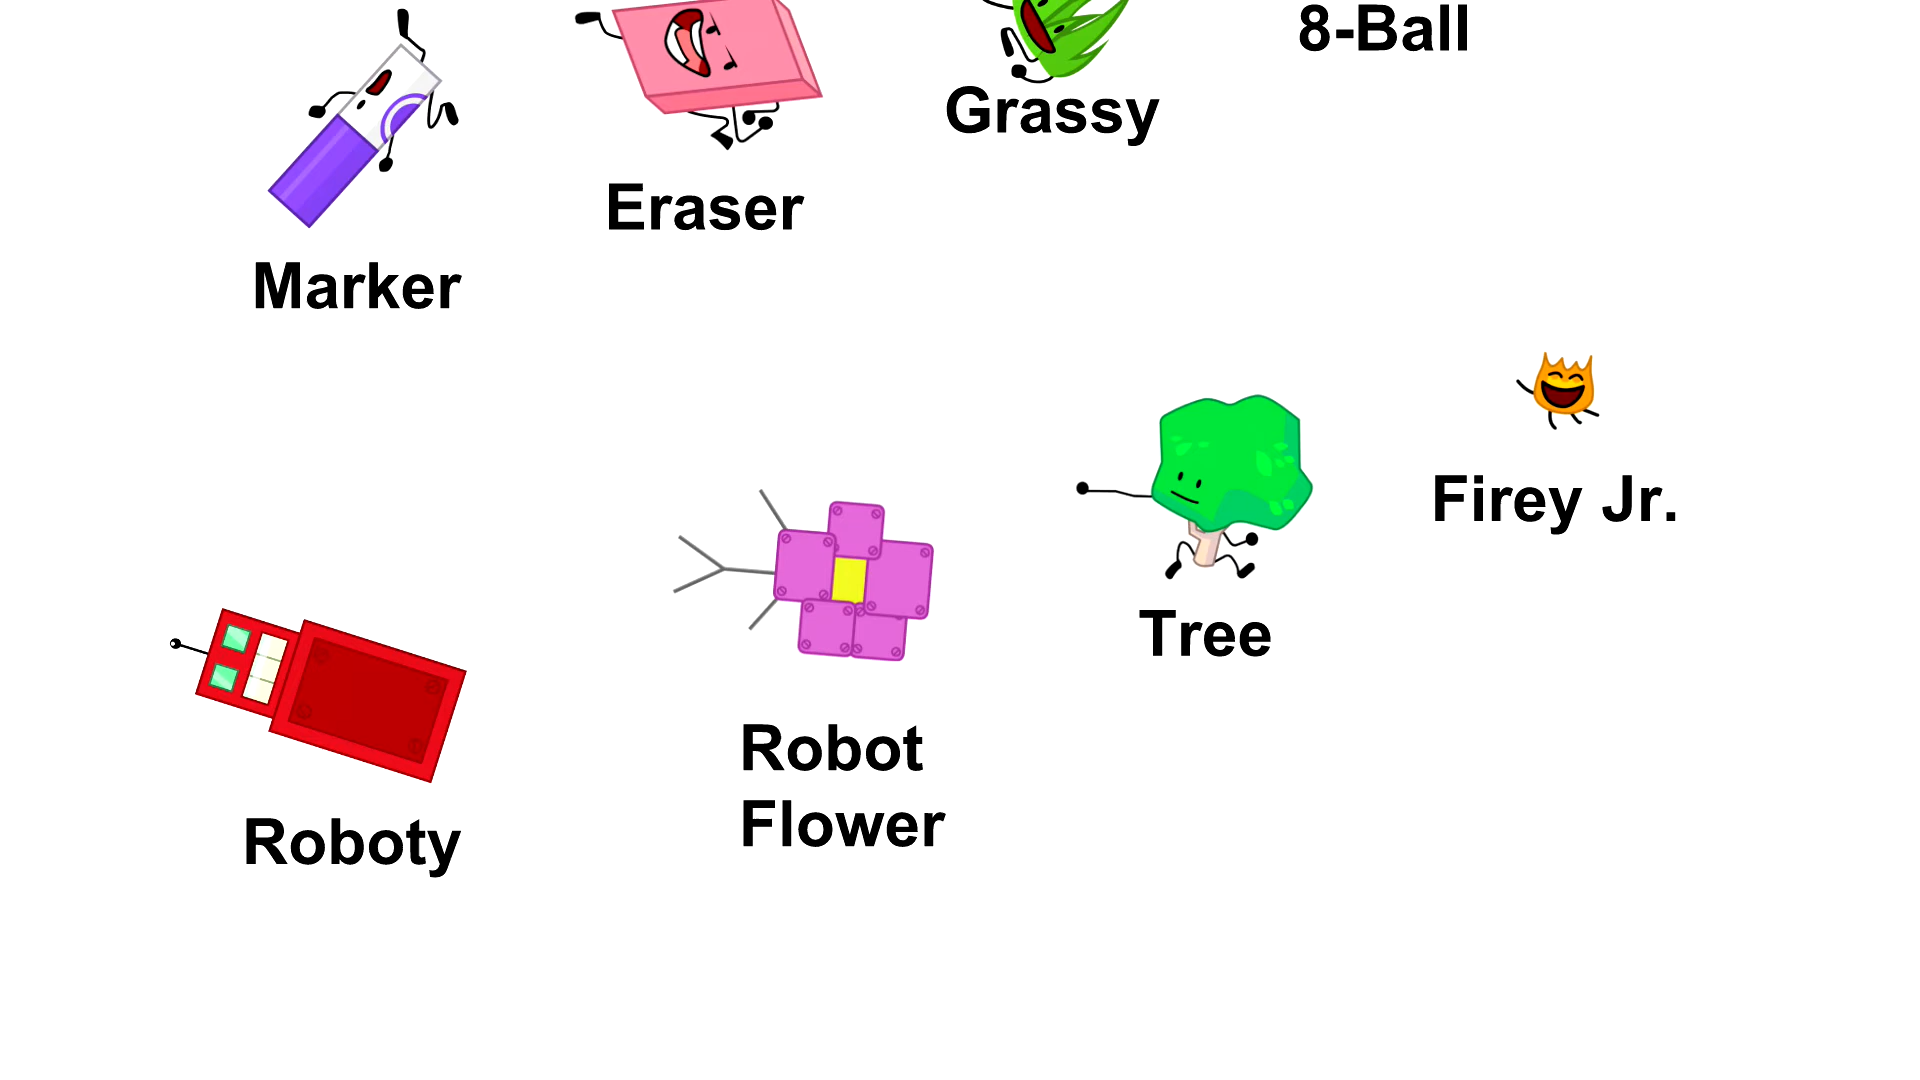 8-Ball
Grassy
Eraser
Marker
Firey Jr.
Tree
Robot
Flower
Roboty